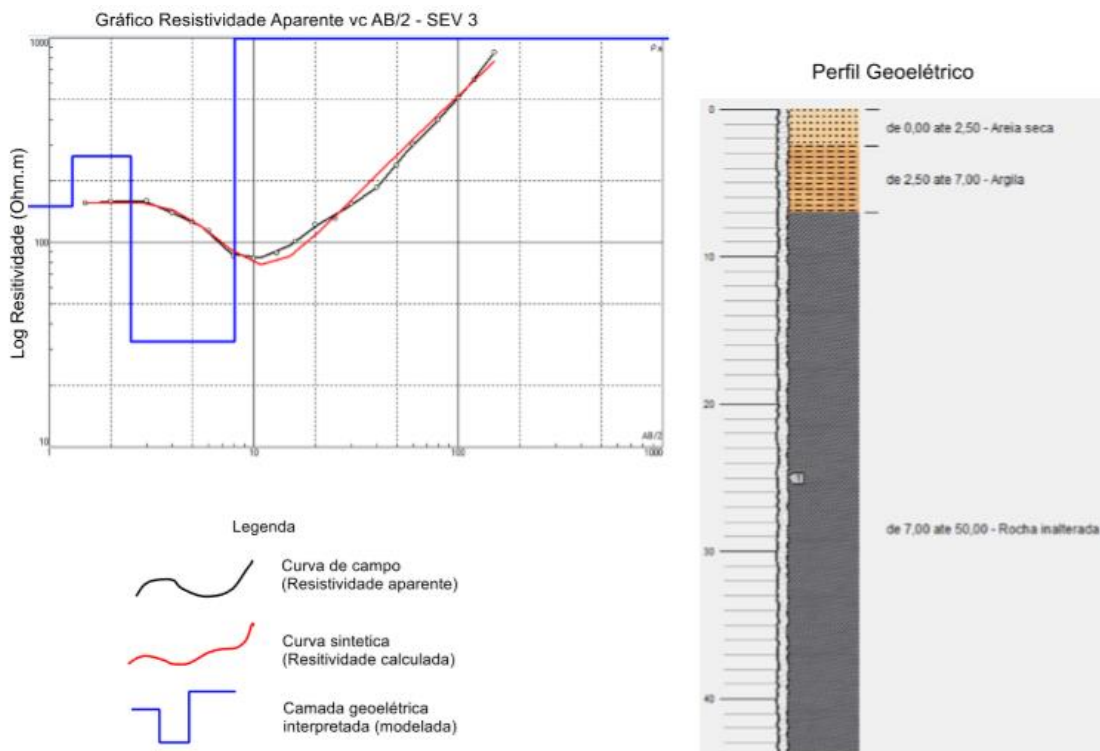 Gráfico Resistividade Aparente vc AB/2 - SEV 3
1000
ρa
Log Resitividade (Ohm.m)
100
10
AB/2
1
10
100
1000
Legenda
Curva de campo
(Resistividade aparente)
Curva sintetica
(Resitividade calculada)
Camada geoelétrica
interpretada (modelada)
Perfil Geoelétrico
0
de 0,00 ate 2,50 - Areia seca
de 2,50 ate 7,00 - Argila
10
20
de 7,00 ate 50,00 - Rocha inalterada
30
40